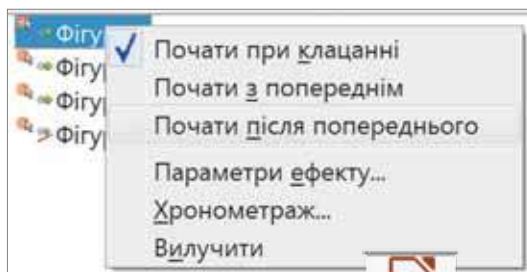 Фігу
Фігу
Фігу
Фігу
Почати при клацанні
Почати з попереднім
Почати після попереднього
Параметри ефекту...
Хронометраж...
Вилучити